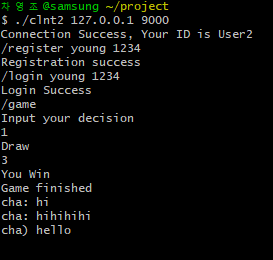 차영조@samsung ~/project
$ ./clnt2 127.0.0.1 9000
Connection Success, Your ID is User2
/register young 1234
Registration success
/login young 1234
Login Success
/game
Input your decision
1
Draw
3
You Win
Game finished
cha: hi
cha: hihihihi
cha) hello